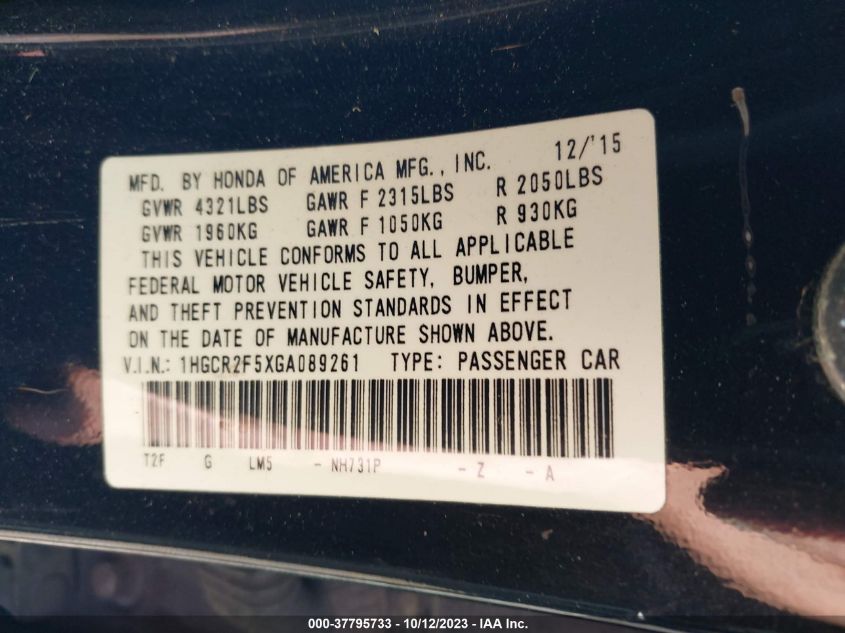 MFD. BY HONDA OF AMERICA MFG., INC. 12/'15
GVWR 4321LBS GAWR F 2315LBS R 2050LBS
GVWR 1960KG GAWR F 1050KG R 930KG
THIS VEHICLE CONFORMS TO ALL APPLICABLE
FEDERAL MOTOR VEHICLE SAFETY, BUMPER,
AND THEFT PREVENTION STANDARDS IN EFFECT
ON THE DATE OF MANUFACTURE SHOWN ABOVE.
V.I.N.: 1HGCR2F5XGA089261 TYPE: PASSENGER CAR
T2F G LM5 - NH731P - Z - A
000-37795733 - 10/12/2023 - IAA Inc.